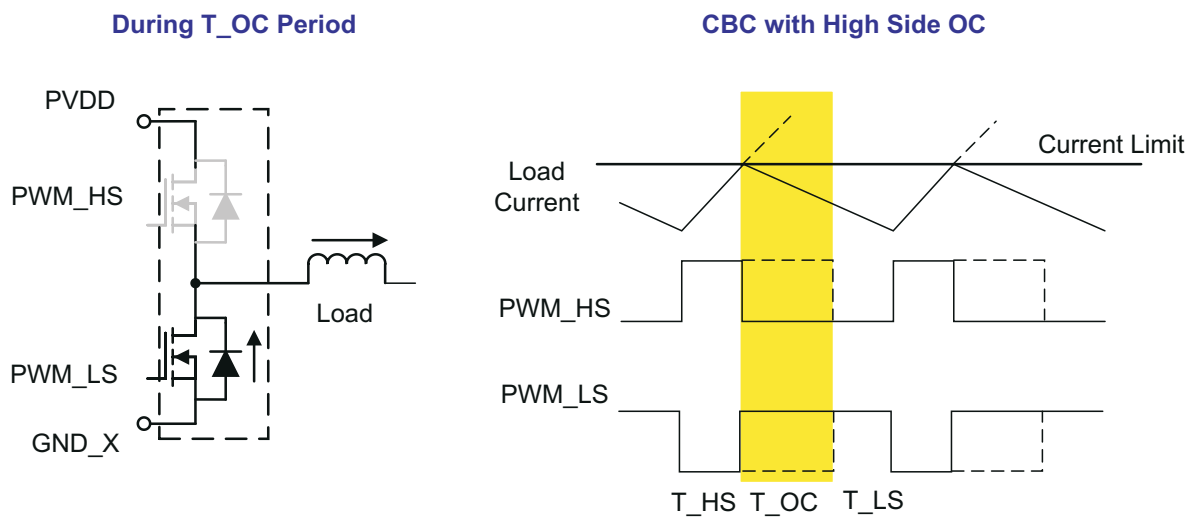 During T_OC Period
PVDD
PWM_HS
Load
PWM_LS
GND_X
CBC with High Side OC
Current Limit
Load
Current
PWM_HS
PWM_LS
T_HS T_OC T_LS